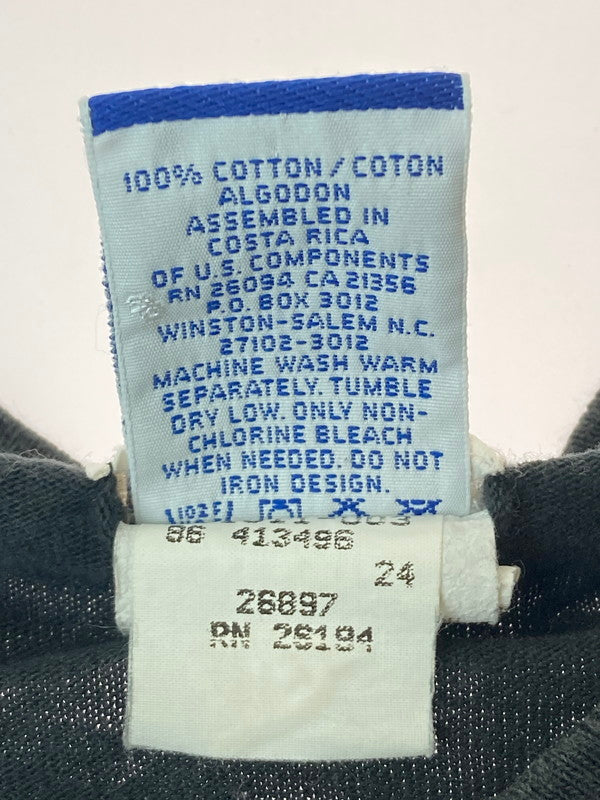 100% COTTON/COTON
ALGODON
ASSEMBLED IN
COSTA RICA
OF U.S. COMPONENTS
RN 26094 CA 21356
P.O. BOX 3012
WINSTON-SALEM N.C.
27102-3012
MACHINE WASH WARM
SEPARATELY. TUMBLE
DRY LOW. ONLY NON-
CHLORINE BLEACH
WHEN NEEDED. DO NOT
IRON DESIGN.
86 413496
24
26897
RN 26194